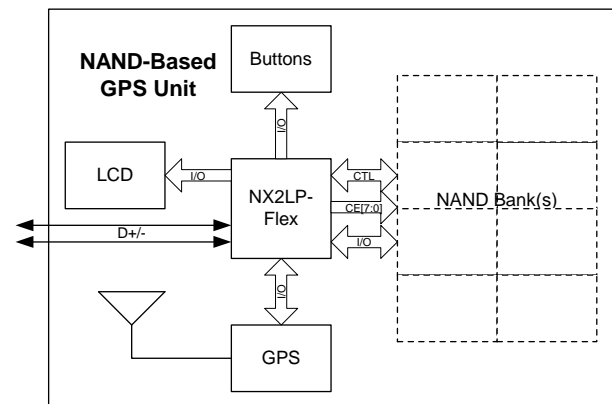 NAND-Based
GPS Unit
Buttons
I/O
LCD
I/O
NX2LP-
Flex
CTL
CE[7:0]
I/O
NAND Bank(s)
D+/-
I/O
GPS